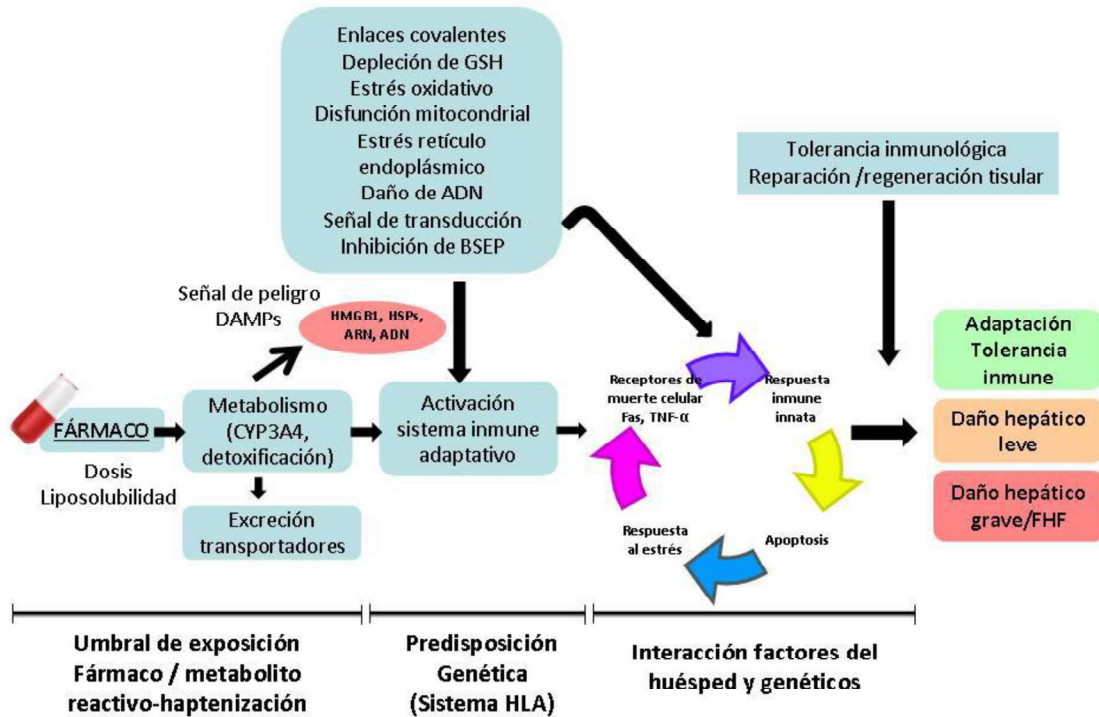 Enlaces covalentes
Depleción de GSH
Estrés oxidativo
Disfunción mitocondrial
Estrés retículo
endoplásmico
Daño de ADN
Señal de transducción
Inhibición de BSEP
Tolerancia inmunológica
Reparación /regeneración tisular
Señal de peligro
DAMPs
HMGB1, HSPs,
ARN, ADN
FÁRMACO
Dosis
Liposolubilidad
Metabolismo
(CYP3A4,
detoxificación)
Excreción
transportadores
Activación
sistema inmune
adaptativo
Receptores de
muerte celular
Fas, TNF-α
Respuesta
inmune
innata
Apoptosis
Respuesta
al estrés
Adaptación
Tolerancia
inmune
Daño hepático
leve
Daño hepático
grave/FHF
Umbral de exposición
Fármaco / metabolito
reactivo-haptenización
Predisposición
Genética
(Sistema HLA)
Interacción factores del
huésped y genéticos